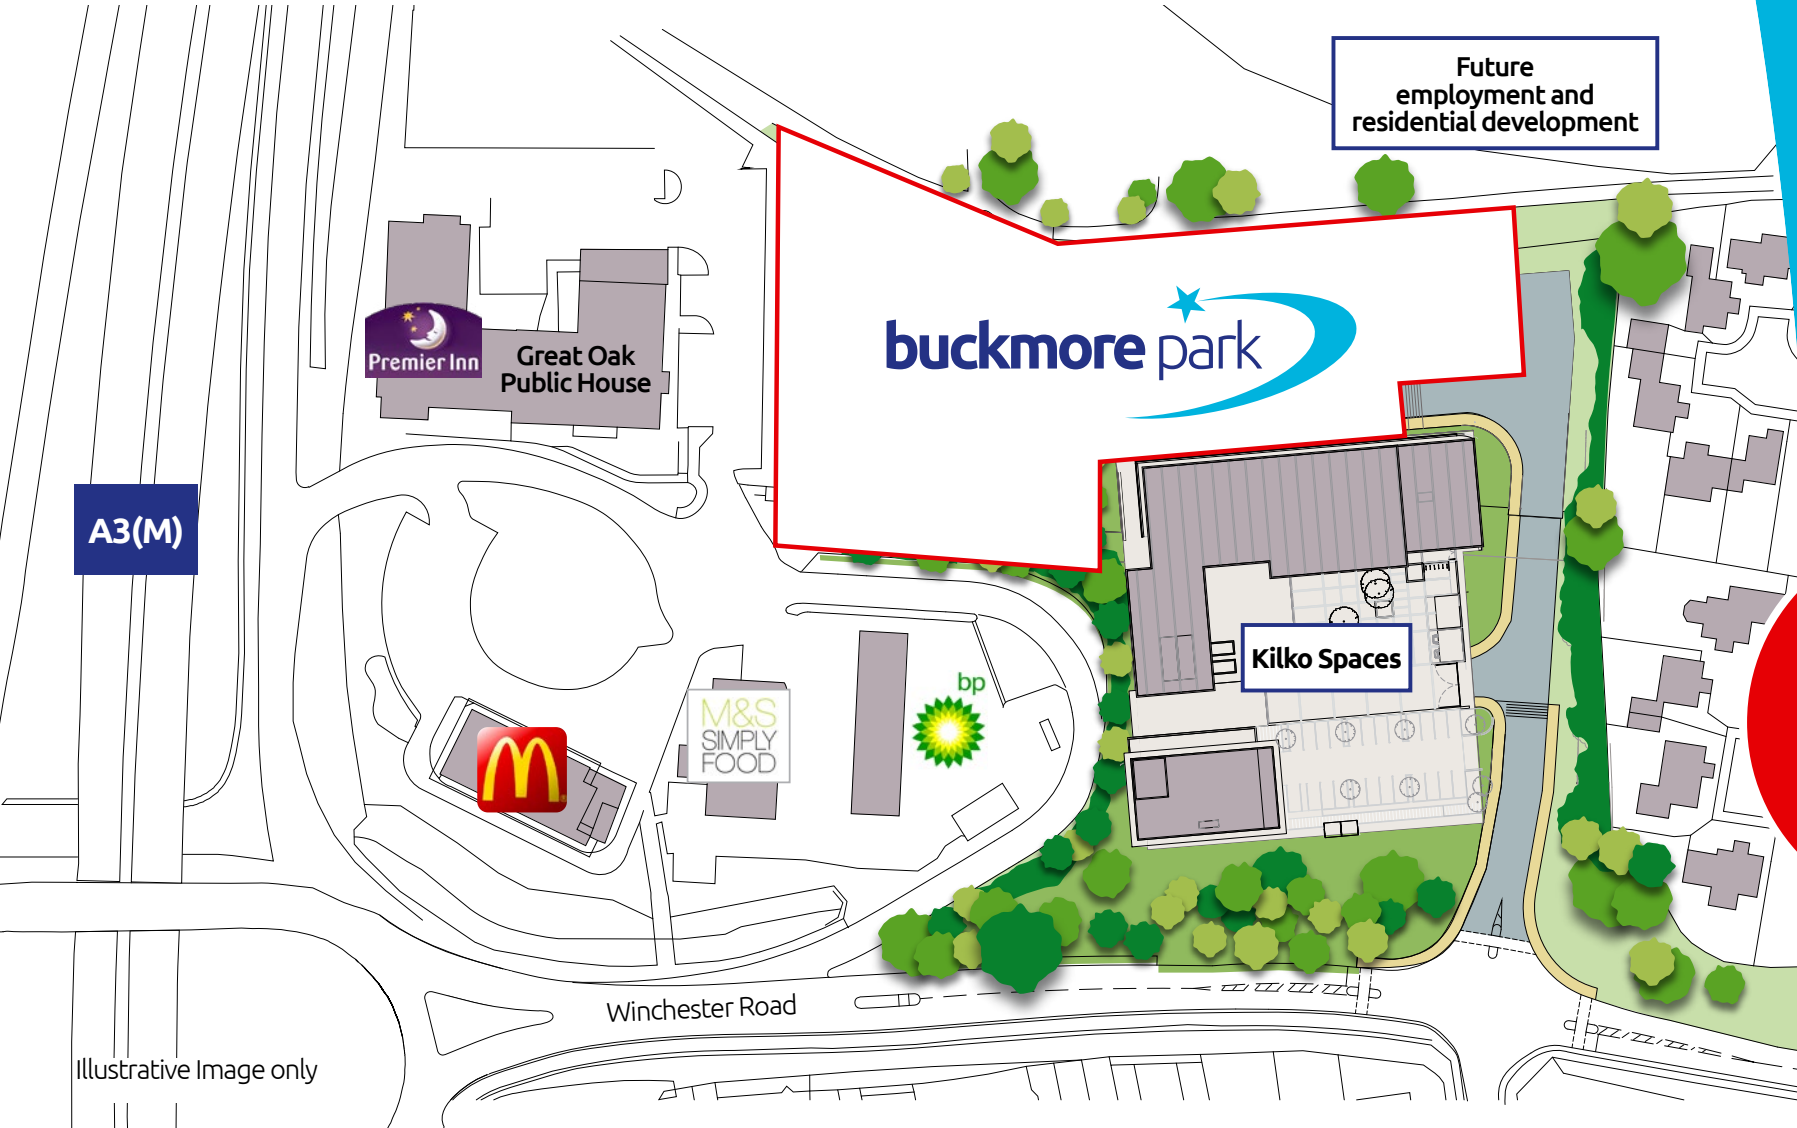 Future
employment and
residential development
buckmore park
Premier Inn
Great Oak
Public House
A3(M)
Kilko Spaces
bp
M&S
SIMPLY
FOOD
Winchester Road
Illustrative Image only